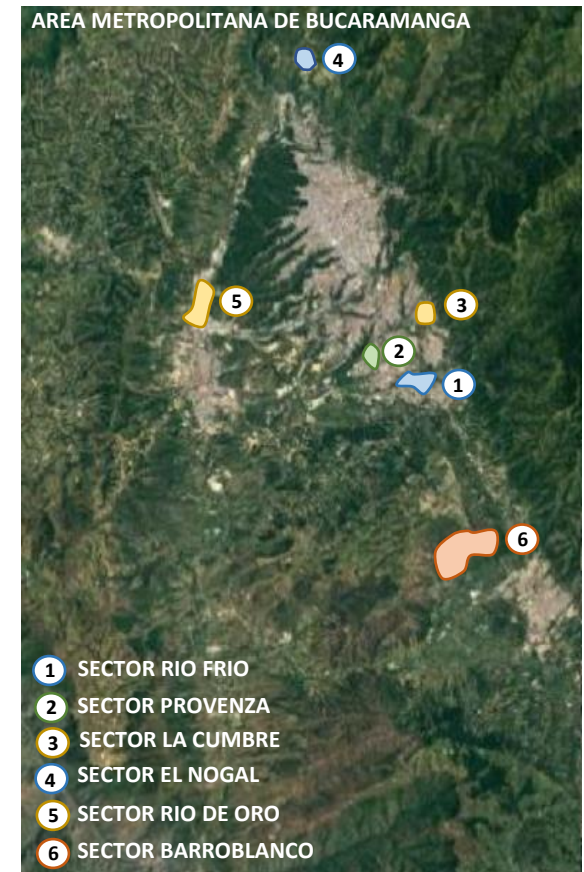 AREA METROPOLITANA DE BUCARAMANGA
4
5
3
2
1
6
1 SECTOR RIO FRIO
2 SECTOR PROVENZA
3 SECTOR LA CUMBRE
4 SECTOR EL NOGAL
5 SECTOR RIO DE ORO
6 SECTOR BARROBLANCO